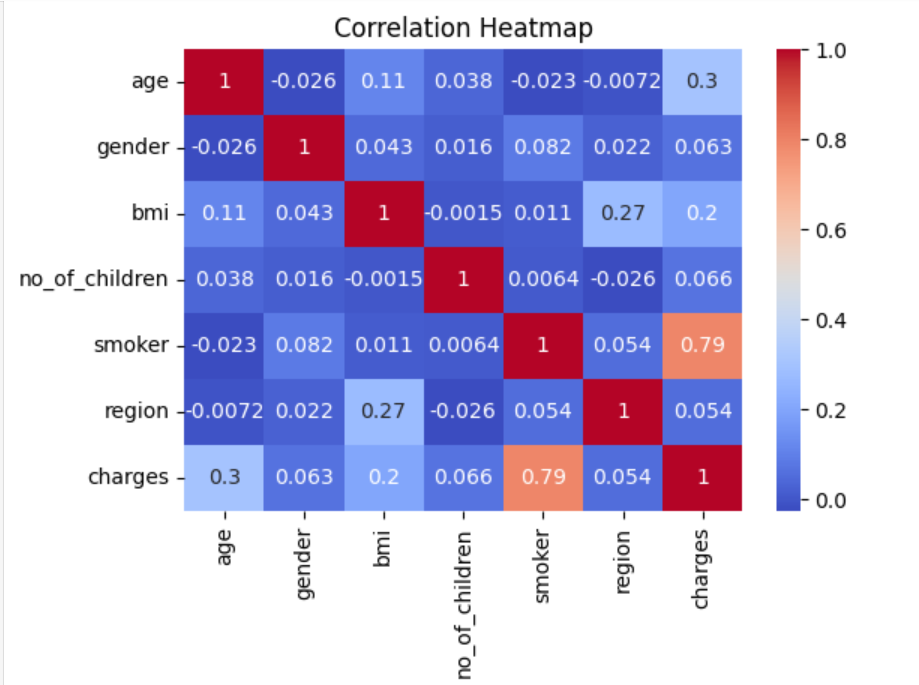 Correlation Heatmap
age 1 -0.026 0.11 0.038 -0.023 -0.0072 0.3
gender -0.026 1 0.043 0.016 0.082 0.022 0.063
bmi 0.11 0.043 1 -0.0015 0.011 0.27 0.2
no_of_children 0.038 0.016 -0.0015 1 0.0064 -0.026 0.066
smoker -0.023 0.082 0.011 0.0064 1 0.054 0.79
region -0.0072 0.022 0.27 -0.026 0.054 1 0.054
charges 0.3 0.063 0.2 0.066 0.79 0.054 1
age gender bmi no_of_children smoker region charges
1.0
0.8
0.6
0.4
0.2
0.0